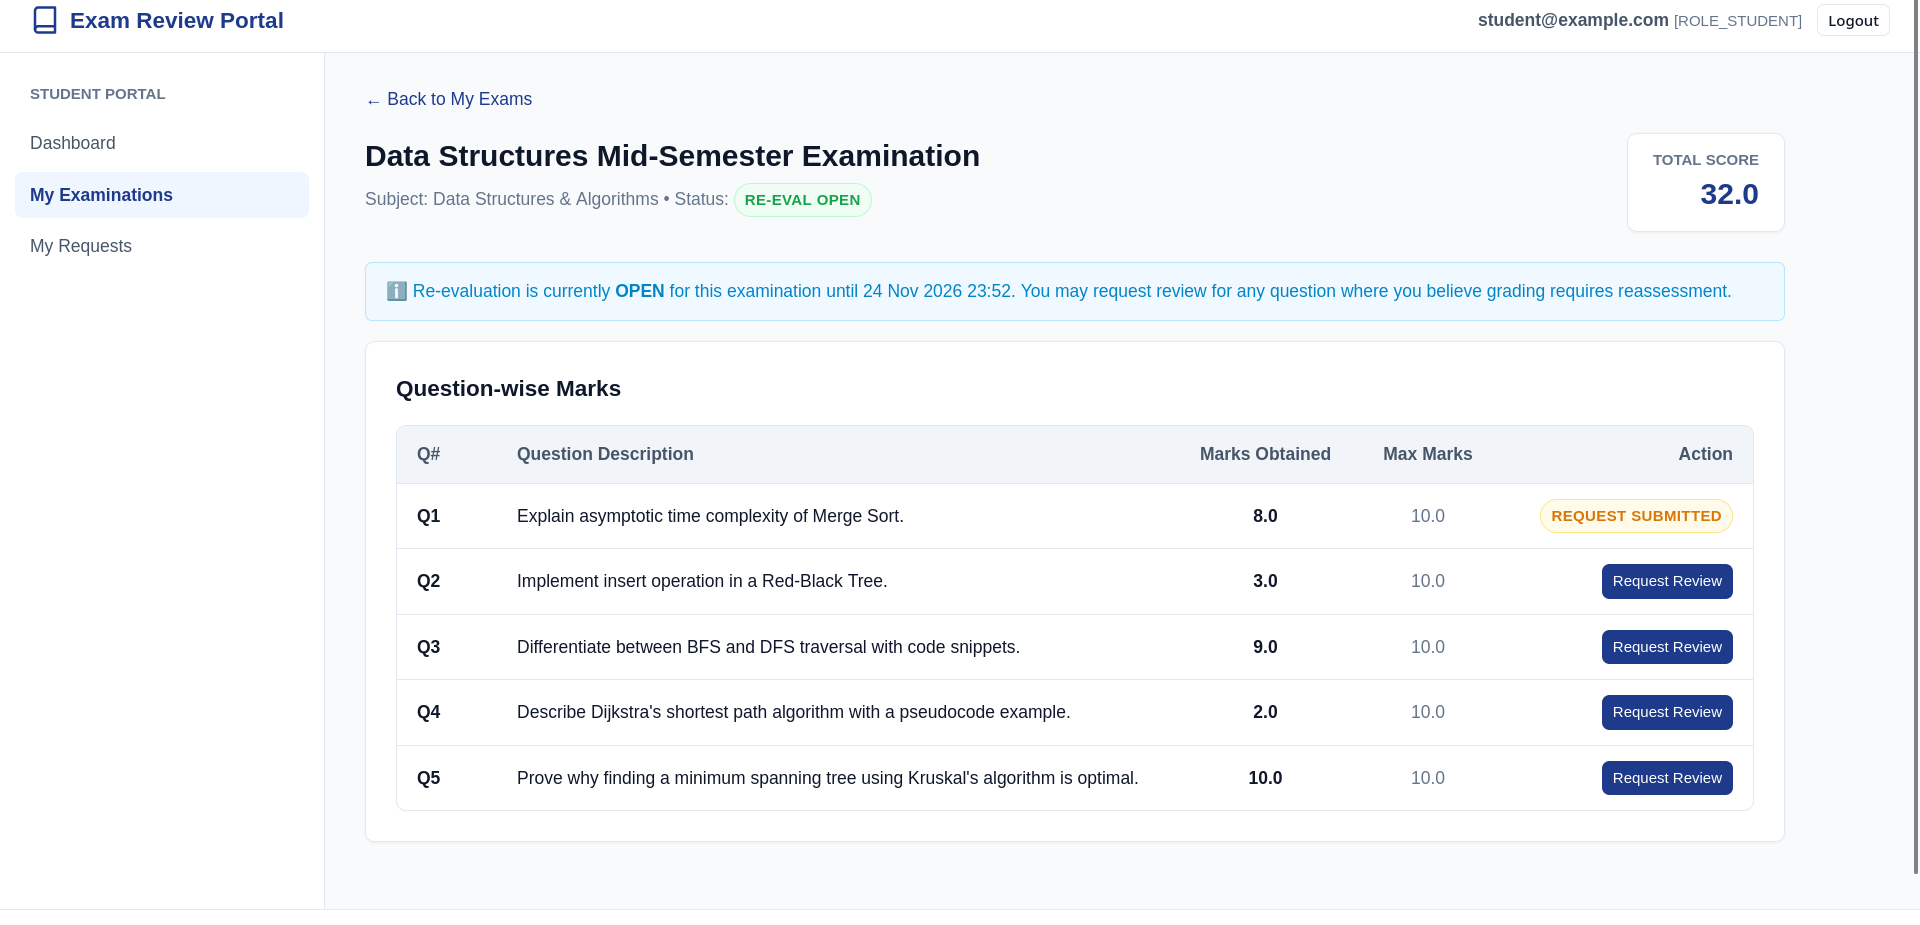 Exam Review Portal
student@example.com [ROLE_STUDENT] Logout
STUDENT PORTAL
Dashboard
My Examinations
My Requests
← Back to My Exams
Data Structures Mid-Semester Examination
Subject: Data Structures & Algorithms • Status: RE-EVAL OPEN
TOTAL SCORE
32.0
ℹ️ Re-evaluation is currently OPEN for this examination until 24 Nov 2026 23:52. You may request review for any question where you believe grading requires reassessment.
Question-wise Marks
Q# Question Description Marks Obtained Max Marks Action
Q1 Explain asymptotic time complexity of Merge Sort. 8.0 10.0 REQUEST SUBMITTED
Q2 Implement insert operation in a Red-Black Tree. 3.0 10.0 Request Review
Q3 Differentiate between BFS and DFS traversal with code snippets. 9.0 10.0 Request Review
Q4 Describe Dijkstra's shortest path algorithm with a pseudocode example. 2.0 10.0 Request Review
Q5 Prove why finding a minimum spanning tree using Kruskal's algorithm is optimal. 10.0 10.0 Request Review